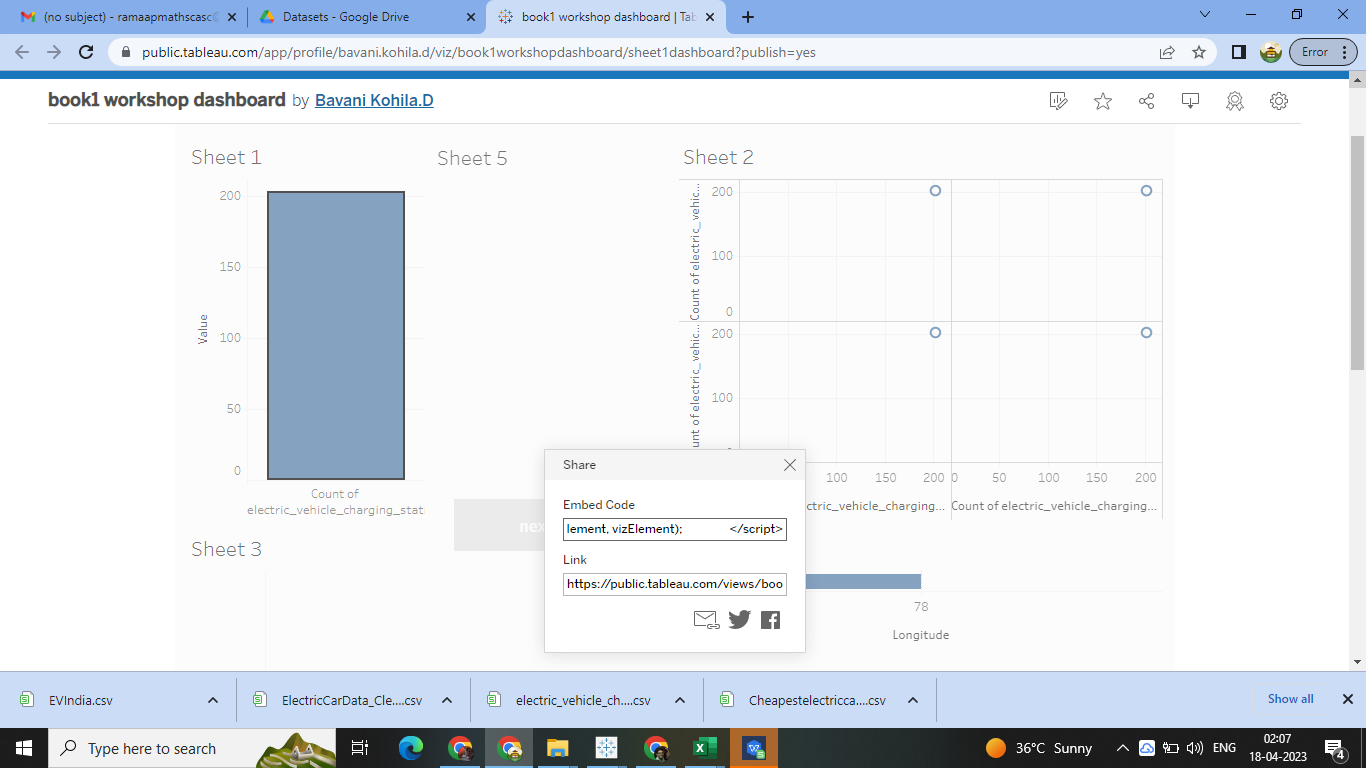 (no subject) - ramaapmathscasc@
Datasets - Google Drive
book1 workshop dashboard | Tab
public.tableau.com/app/profile/bavani.kohila.d/viz/book1workshopdashboard/sheet1dashboard?publish=yes
Error
book1 workshop dashboard by Bavani Kohila.D
Sheet 1
Value
200
150
100
50
0
Count of
electric_vehicle_charging_stati
Sheet 5
nex
Sheet 2
Count of electric_vehic...
200
100
0
unt of electric_vehic...
200
100
100
150
200
0
50
100
150
200
ctric_vehicle_charging...
Count of electric_vehicle_charging...
Sheet 3
78
Longitude
Share
Embed Code
lement, vizElement); </script>
Link
https://public.tableau.com/views/boo
EVIndia.csv
ElectricCarData_Cle....csv
electric_vehicle_ch....csv
Cheapestelectricca....csv
Show all
Type here to search
36°C Sunny
ENG
02:07
18-04-2023
4